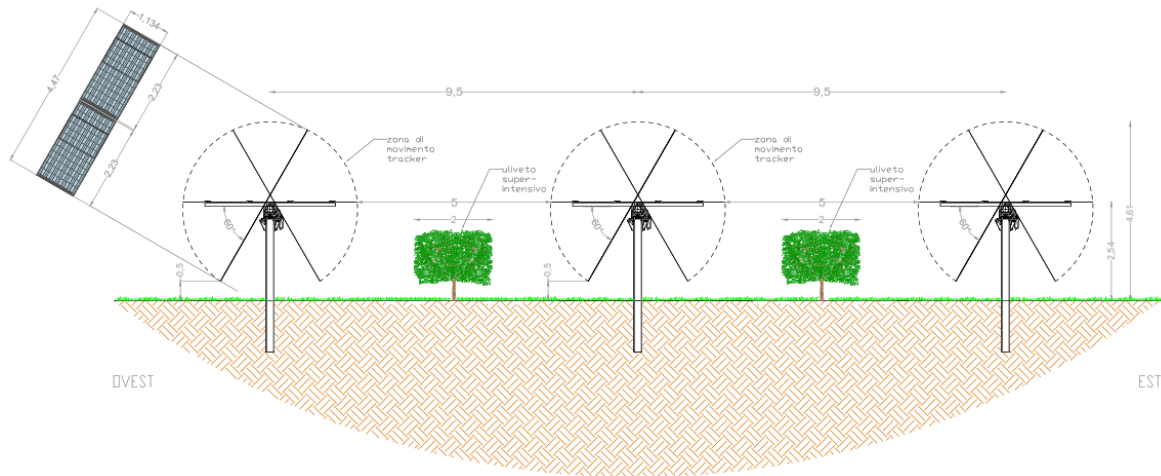 1,134
4,47
2,23
2,23
9,5
9,5
zona di
movimento
tracker
zona di
movimento
tracker
uliveto
super-
intensivo
uliveto
super-
intensivo
5
2
5
2
60°
60°
60°
0,5
0,5
2,54
4,61
OVEST
EST